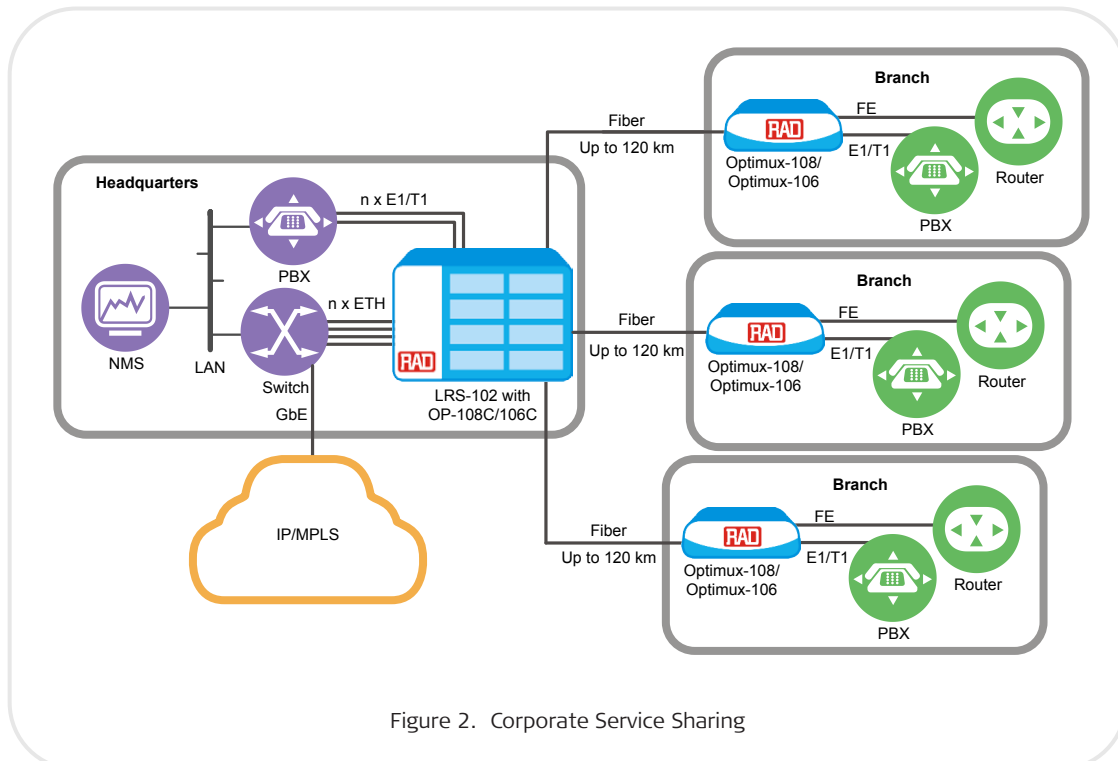 Headquarters
n x E1/T1
PBX
n x ETH
NMS
LAN
Switch
GbE
RAD
LRS-102 with
OP-108C/106C
IP/MPLS
Fiber
Up to 120 km
Branch
RAD
FE
E1/T1
Optimux-108/
Optimux-106
Router
PBX
Fiber
Up to 120 km
Branch
RAD
FE
E1/T1
Optimux-108/
Optimux-106
Router
PBX
Fiber
Up to 120 km
Branch
RAD
FE
E1/T1
Optimux-108/
Optimux-106
Router
PBX
Figure 2. Corporate Service Sharing